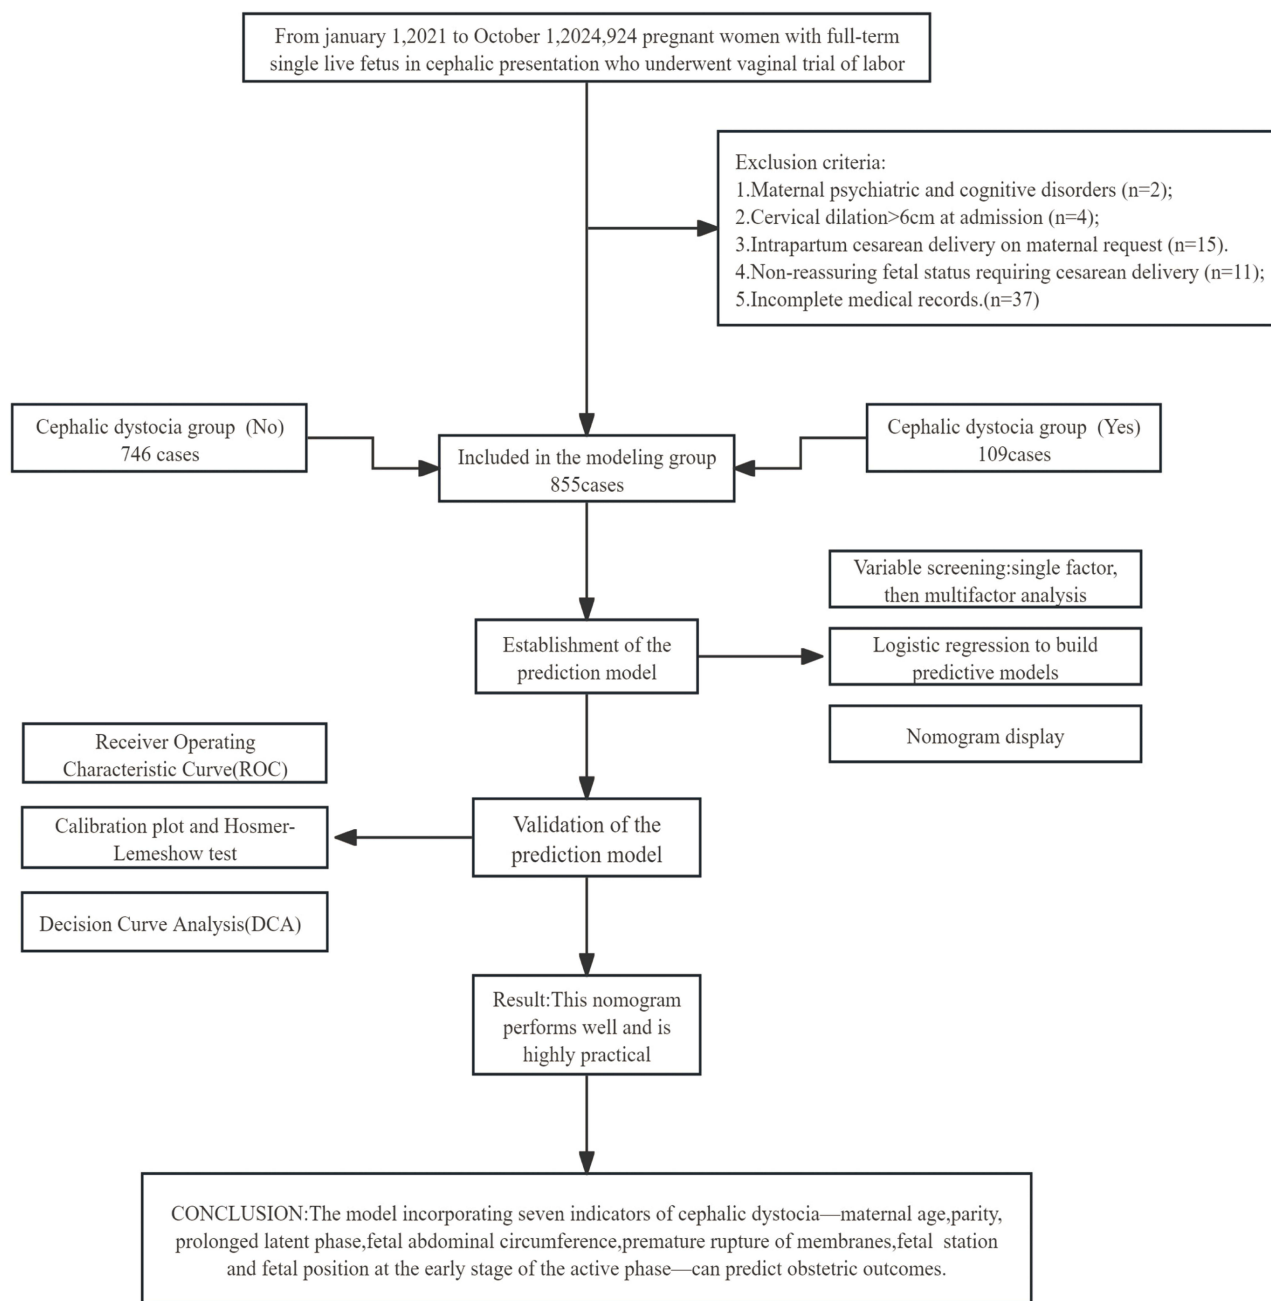 From january 1,2021 to October 1,2024,924 pregnant women with full-term
single live fetus in cephalic presentation who underwent vaginal trial of labor
Exclusion criteria:
1.Maternal psychiatric and cognitive disorders (n=2);
2.Cervical dilation>6cm at admission (n=4);
3.Intrapartum cesarean delivery on maternal request (n=15).
4.Non-reassuring fetal status requiring cesarean delivery (n=11);
5.Incomplete medical records.(n=37)
Cephalic dystocia group  (No)
746 cases
Included in the modeling group
855cases
Cephalic dystocia group  (Yes)
109cases
Establishment of the
prediction model
Variable screening:single factor,
then multifactor analysis
Logistic regression to build
predictive models
Nomogram display
Receiver Operating
Characteristic Curve(ROC)
Calibration plot and Hosmer-
Lemeshow test
Decision Curve Analysis(DCA)
Validation of the
prediction model
Result:This nomogram
performs well and is
highly practical
CONCLUSION:The model incorporating seven indicators of cephalic dystocia—maternal age,parity,
prolonged latent phase,fetal abdominal circumference,premature rupture of membranes,fetal  station
and fetal position at the early stage of the active phase—can predict obstetric outcomes.